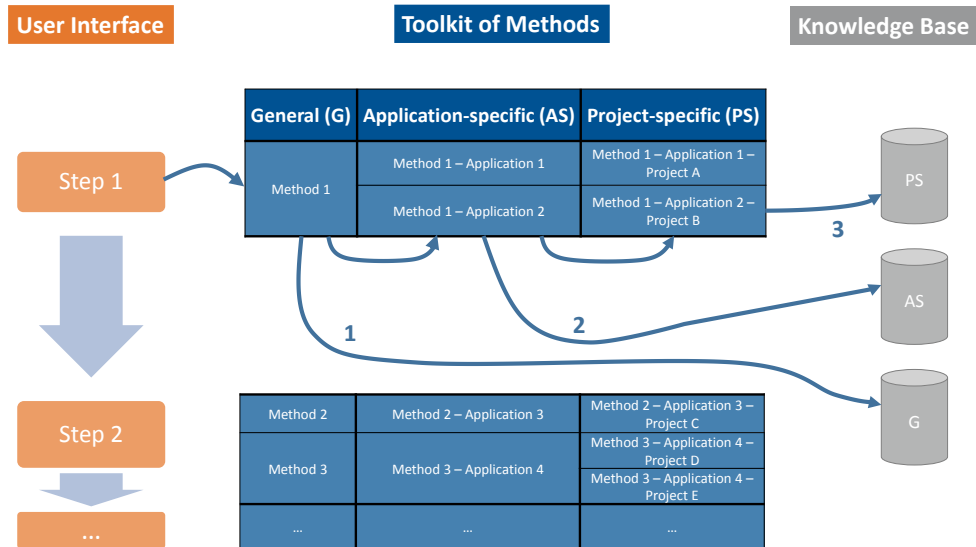 User Interface
Toolkit of Methods
Knowledge Base
General (G)
Application-specific (AS)
Project-specific (PS)
Step 1
Method 1
Method 1 – Application 1
Method 1 – Application 1 –
Project A
Method 1 – Application 2
Method 1 – Application 2 –
Project B
PS
3
AS
2
1
G
Step 2
Method 2
Method 2 – Application 3
Method 2 – Application 3 –
Project C
Method 3
Method 3 – Application 4
Method 3 – Application 4 –
Project D
Method 3 – Application 4 –
Project E
...
...
...
...